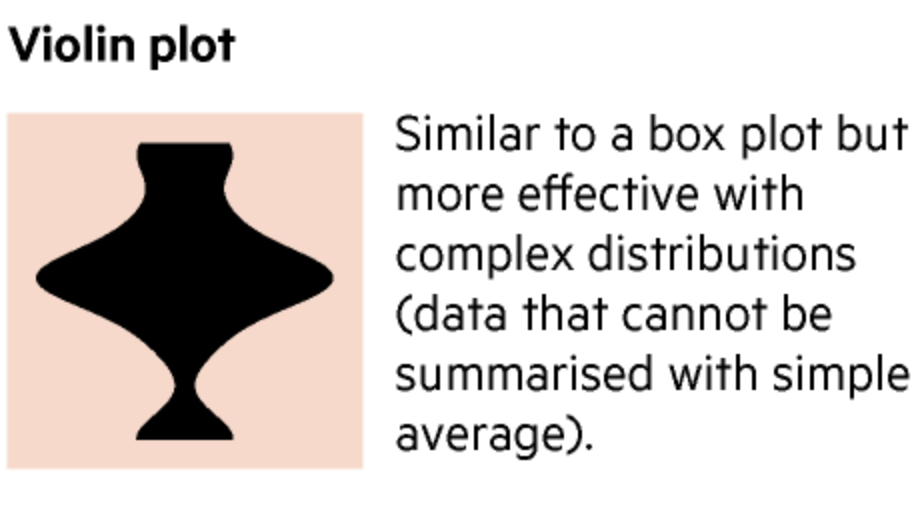 Violin plot
Similar to a box plot but
more effective with
complex distributions
(data that cannot be
summarised with simple
average).